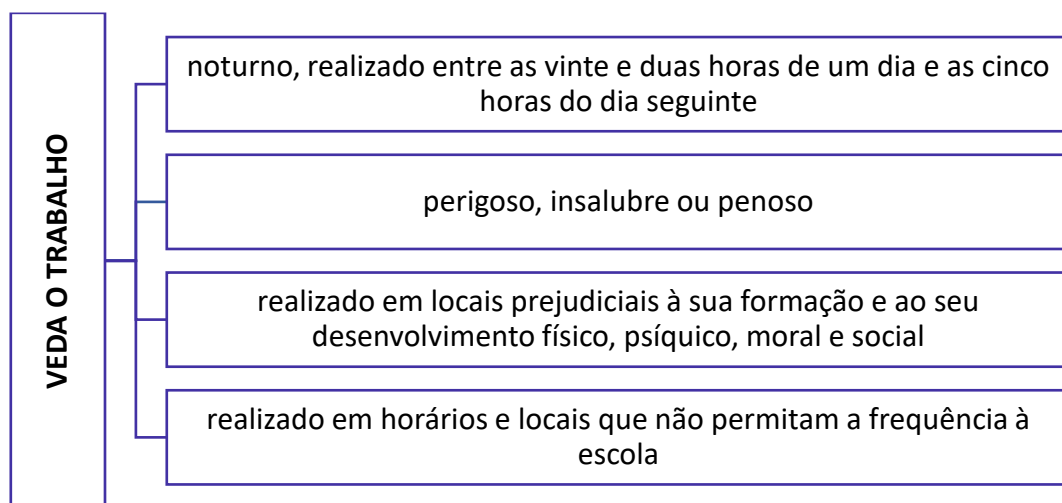 VEDA O TRABALHO
noturno, realizado entre as vinte e duas horas de um dia e as cinco
horas do dia seguinte
perigoso, insalubre ou penoso
realizado em locais prejudiciais à sua formação e ao seu
desenvolvimento físico, psíquico, moral e social
realizado em horários e locais que não permitam a frequência à
escola